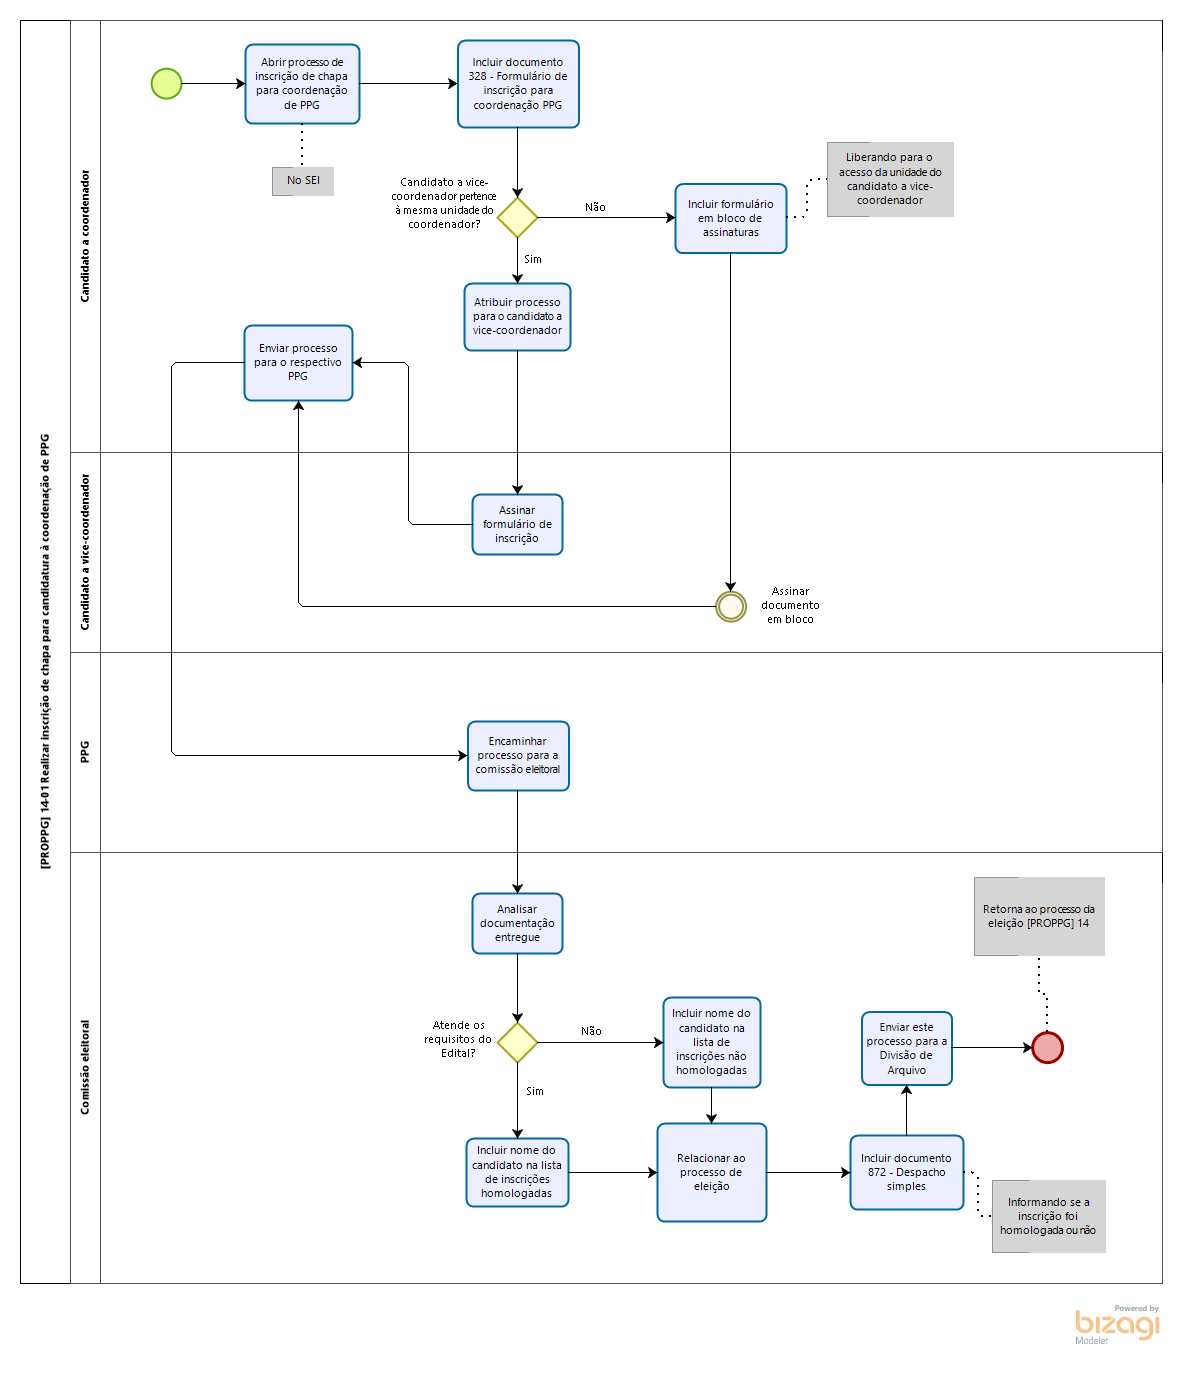 [PROPPG] 14-01 Realizar inscrição de chapa para candidatura à coordenação de PPG
Candidato a coordenador
Abrir processo de
inscrição de chapa
para coordenação
de PPG
Incluir documento
328 - Formulário de
inscrição para
coordenação PPG
No SEI
Candidato a vice-
coordenador pertence
à mesma unidade do
coordenador?
Não
Sim
Incluir formulário
em bloco de
assinaturas
Liberando para o
acesso da unidade do
candidato a vice-
coordenador
Atribuir processo
para o candidato a
vice-coordenador
Enviar processo
para o respectivo
PPG
Candidato a vice-coordenador
Assinar
formulário de
inscrição
Assinar
documento
em bloco
PPG
Encaminhar
processo para a
comissão eleitoral
Comissão eleitoral
Analisar
documentação
entregue
Atende os
requisitos do
Edital?
Não
Sim
Incluir nome do
candidato na
lista de
inscrições não
homologadas
Incluir nome do
candidato na lista
de inscrições
homologadas
Relacionar ao
processo de
eleição
Incluir documento
872 - Despacho
simples
Informando se a
inscrição foi
homologada ou não
Enviar este
processo para a
Divisão de
Arquivo
Retorna ao processo da
eleição [PROPPG] 14
Powered by
bizagi
Modeler